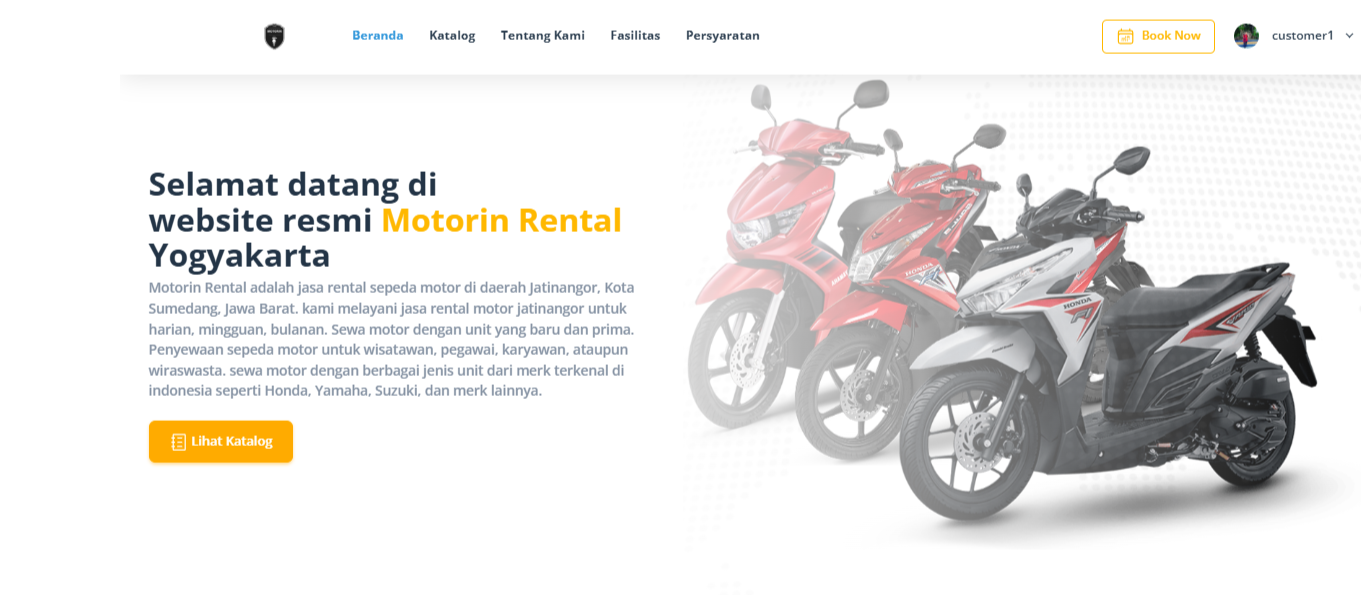 Beranda Katalog Tentang Kami Fasilitas Persyaratan Book Now customer1
Selamat datang di
website resmi Motorin Rental
Yogyakarta
Motorin Rental adalah jasa rental sepeda motor di daerah Jatinangor, Kota
Sumedang, Jawa Barat. kami melayani jasa rental motor jatinangor untuk
harian, mingguan, bulanan. Sewa motor dengan unit yang baru dan prima.
Penyewaan sepeda motor untuk wisatawan, pegawai, karyawan, ataupun
wiraswasta. sewa motor dengan berbagai jenis unit dari merk terkenal di
indonesia seperti Honda, Yamaha, Suzuki, dan merk lainnya.
Lihat Katalog
HONDA
HONDA